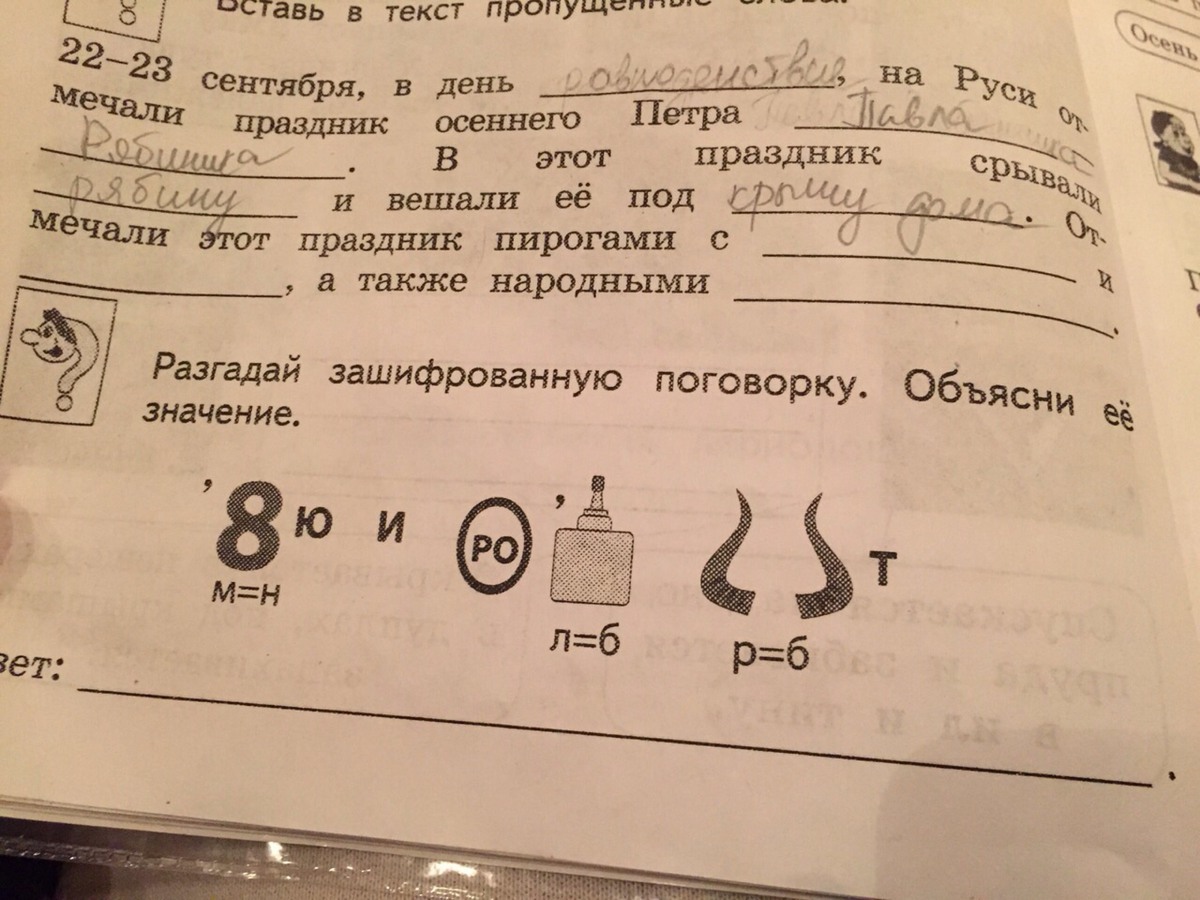 Вставь в текст пропущенные слова.
22–23 сентября, в день равноденствия, на Руси от-
мечали праздник осеннего Петра Павла
Рябинника. В этот праздник срывали
рябину и вешали её под крышу дома. От-
мечали этот праздник пирогами с и
, а также народными .
Разгадай зашифрованную поговорку. Объясни её
значение.
, 8 Ю И РО , Т
м=н л=б р=б
вет: .
Осень